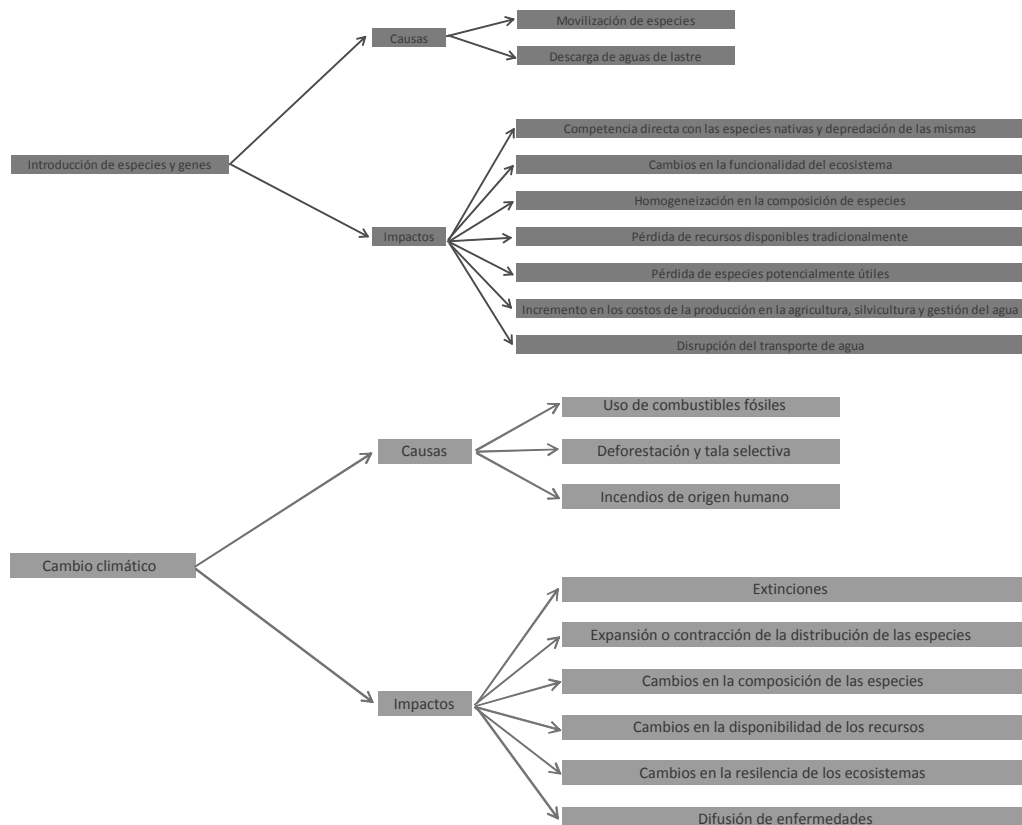 Movilización de especies
Causas
Descarga de aguas de lastre
Competencia directa con las especies nativas y depredación de las mismas
Introducción de especies y genes
Cambios en la funcionalidad del ecosistema
Homogeneización en la composición de especies
Impactos
Pérdida de recursos disponibles tradicionalmente
Pérdida de especies potencialmente útiles
Incremento en los costos de la producción en la agricultura, silvicultura y gestión del agua
Disrupción del transporte de agua
Uso de combustibles fósiles
Causas
Deforestación y tala selectiva
Incendios de origen humano
Cambio climático
Extinciones
Expansión o contracción de la distribución de las especies
Cambios en la composición de las especies
Impactos
Cambios en la disponibilidad de los recursos
Cambios en la resilencia de los ecosistemas
Difusión de enfermedades